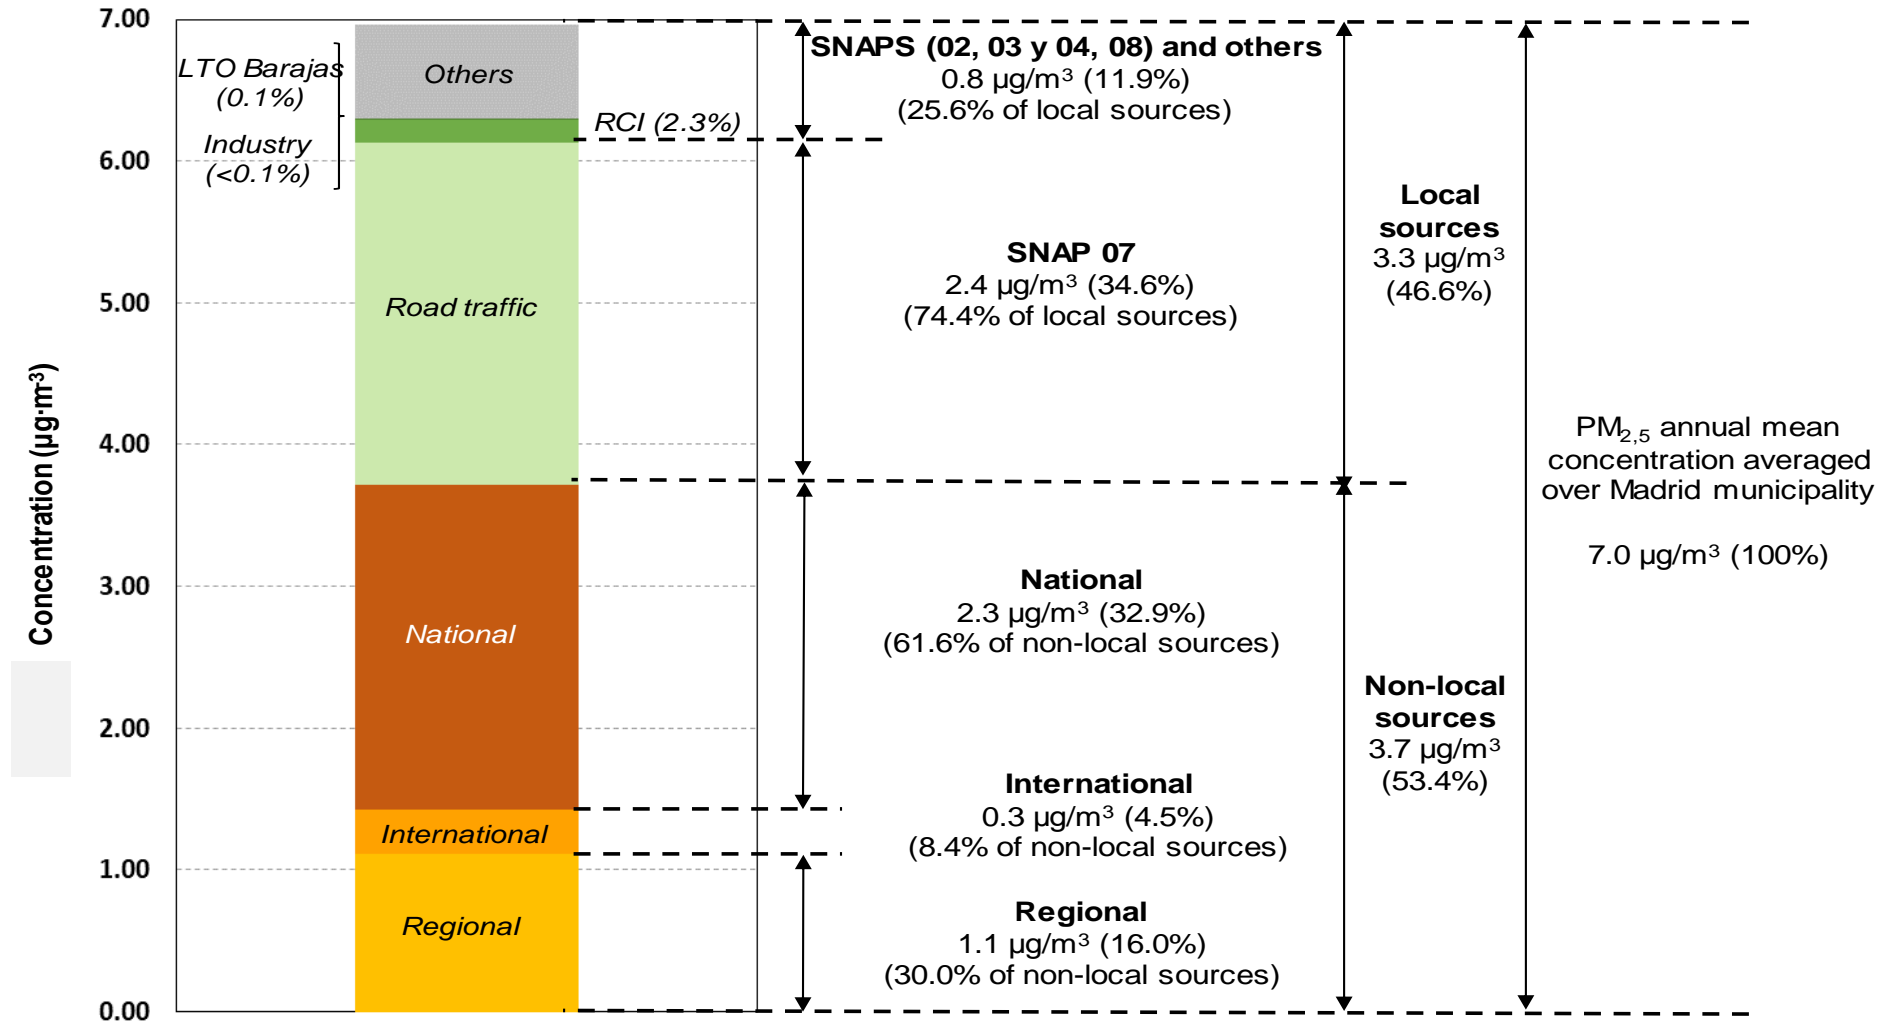 7.00
6.00
5.00
4.00
3.00
2.00
1.00
0.00
Concentration (µg·m-³)
LTO Barajas
(0.1%)
Industry
(<0.1%)
Others
RCI (2.3%)
Road traffic
National
International
Regional
SNAPS (02, 03 y 04, 08) and others
0.8 µg/m³ (11.9%)
(25.6% of local sources)
SNAP 07
2.4 µg/m³ (34.6%)
(74.4% of local sources)
National
2.3 µg/m³ (32.9%)
(61.6% of non-local sources)
International
0.3 µg/m³ (4.5%)
(8.4% of non-local sources)
Regional
1.1 µg/m³ (16.0%)
(30.0% of non-local sources)
Local
sources
3.3 µg/m³
(46.6%)
Non-local
sources
3.7 µg/m³
(53.4%)
PM2,5 annual mean
concentration averaged
over Madrid municipality
7.0 µg/m³ (100%)